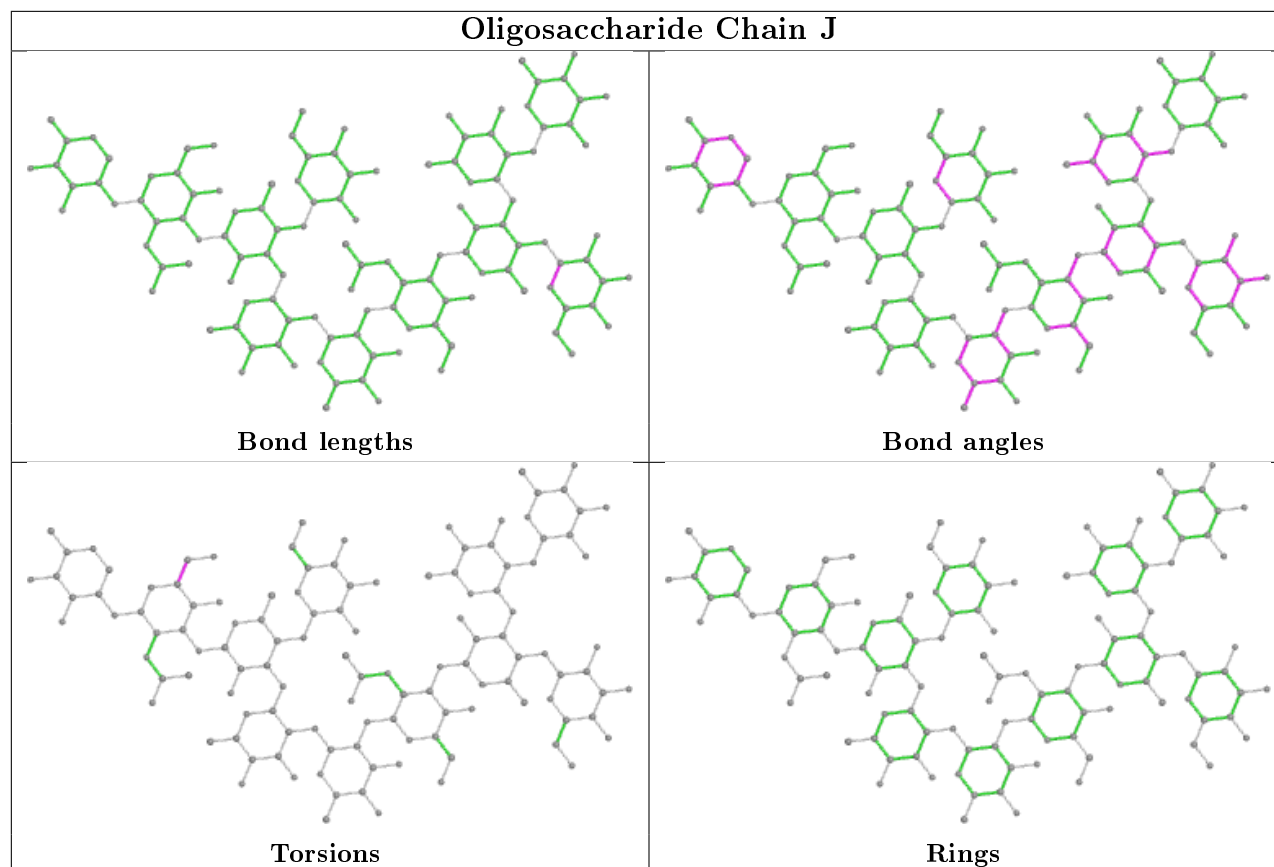 Oligosaccharide Chain J
Bond lengths
Bond angles
Torsions
Rings